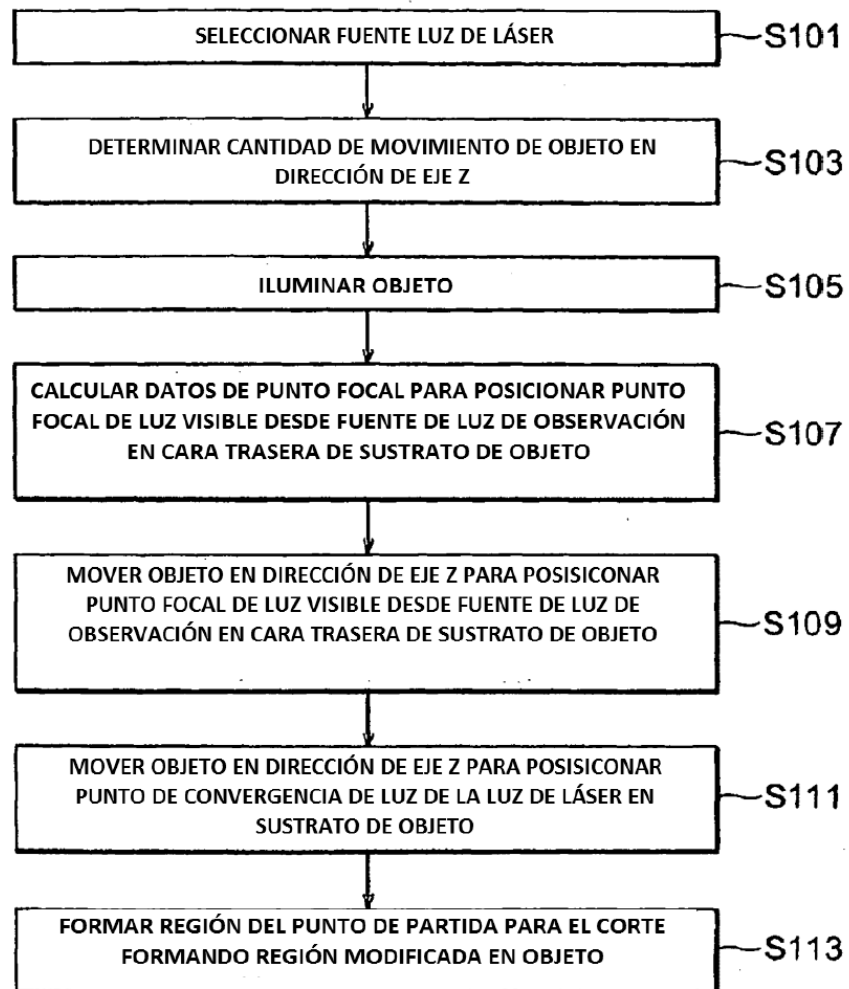 SELECCIONAR FUENTE LUZ DE LÁSER
S101
DETERMINAR CANTIDAD DE MOVIMIENTO DE OBJETO EN
DIRECCIÓN DE EJE Z
S103
ILUMINAR OBJETO
S105
CALCULAR DATOS DE PUNTO FOCAL PARA POSICIONAR PUNTO
FOCAL DE LUZ VISIBLE DESDE FUENTE DE LUZ DE OBSERVACIÓN
EN CARA TRASERA DE SUSTRATO DE OBJETO
S107
MOVER OBJETO EN DIRECCIÓN DE EJE Z PARA POSISICONAR
PUNTO FOCAL DE LUZ VISIBLE DESDE FUENTE DE LUZ DE
OBSERVACIÓN EN CARA TRASERA DE SUSTRATO DE OBJETO
S109
MOVER OBJETO EN DIRECCIÓN DE EJE Z PARA POSISICONAR
PUNTO DE CONVERGENCIA DE LUZ DE LA LUZ DE LÁSER EN
SUSTRATO DE OBJETO
S111
FORMAR REGIÓN DEL PUNTO DE PARTIDA PARA EL CORTE
FORMANDO REGIÓN MODIFICADA EN OBJETO
S113